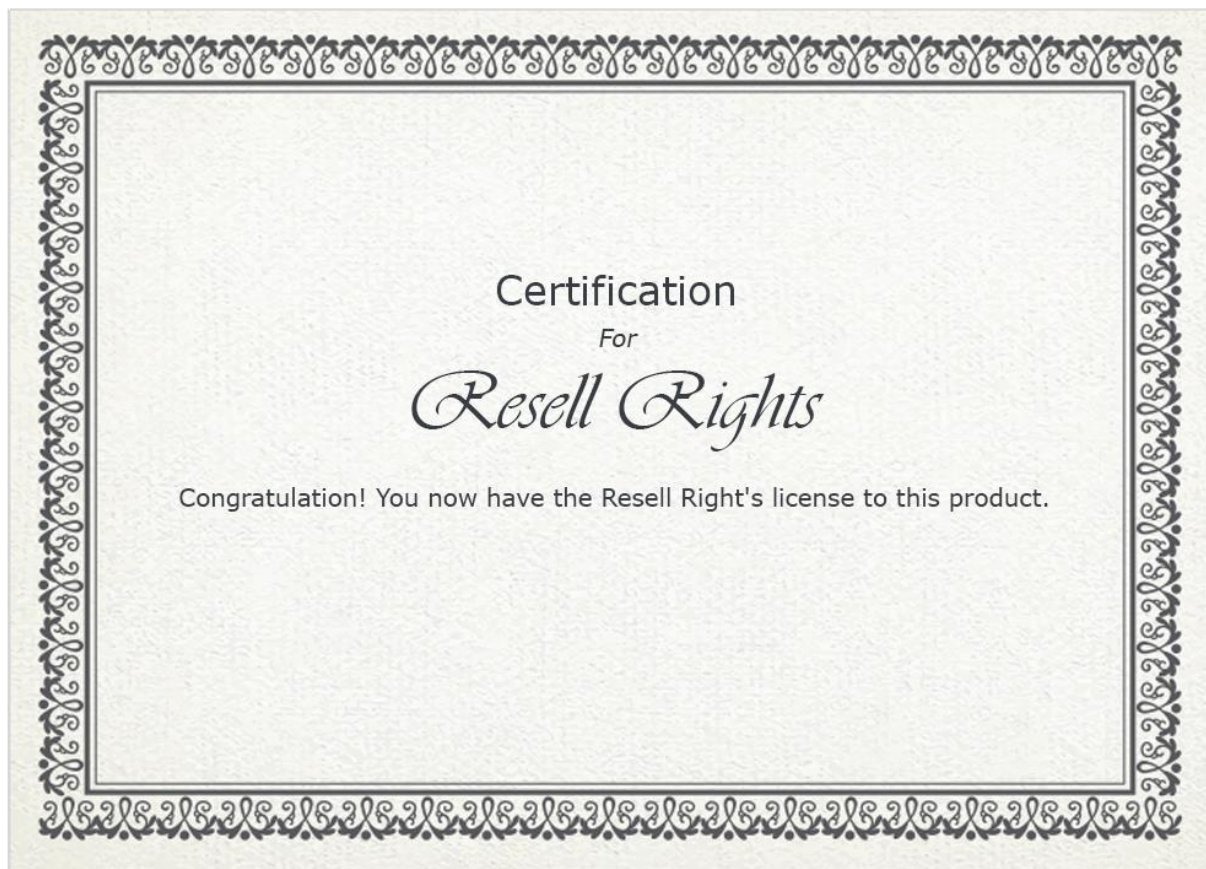 Certification
For
Resell Rights
Congratulation! You now have the Resell Right's license to this product.